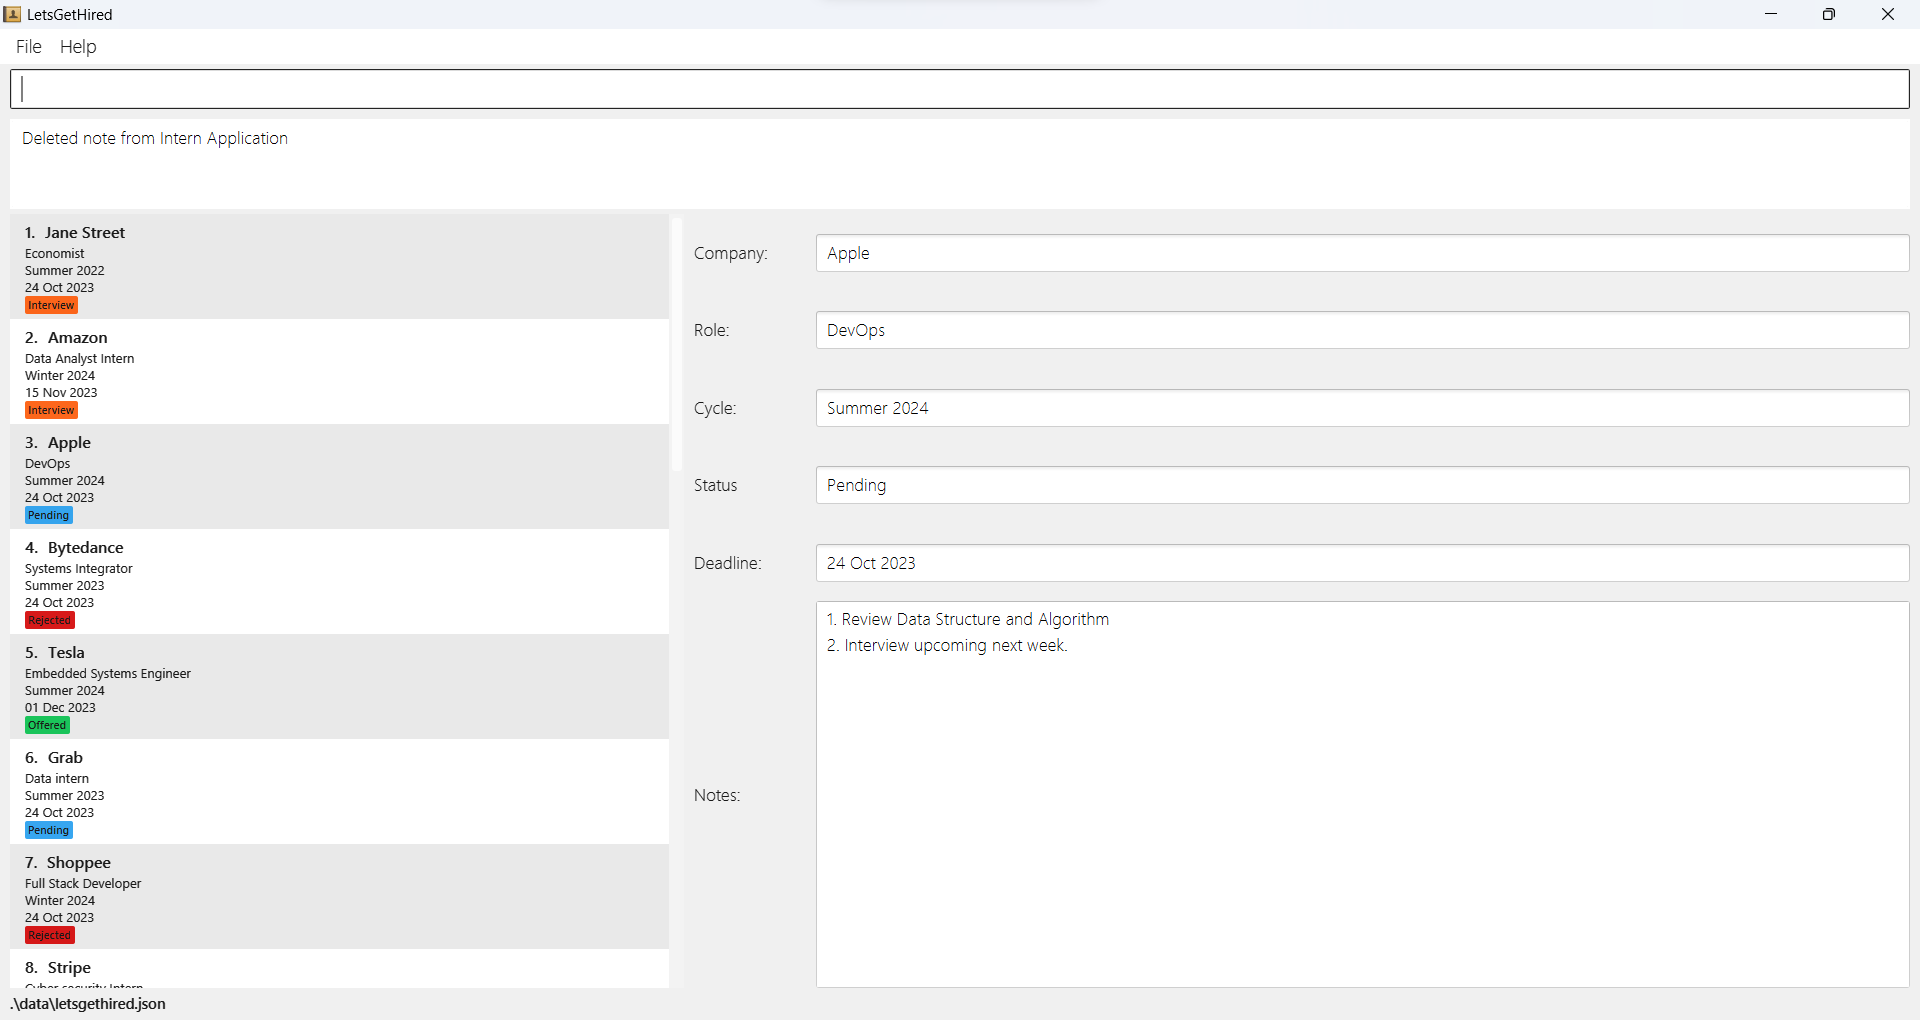 LetsGetHired
File Help
Deleted note from Intern Application
1. Jane Street
Economist
Summer 2022
24 Oct 2023
Interview
2. Amazon
Data Analyst Intern
Winter 2024
15 Nov 2023
Interview
3. Apple
DevOps
Summer 2024
24 Oct 2023
Pending
4. Bytedance
Systems Integrator
Summer 2023
24 Oct 2023
Rejected
5. Tesla
Embedded Systems Engineer
Summer 2024
01 Dec 2023
Offered
6. Grab
Data intern
Summer 2023
24 Oct 2023
Pending
7. Shoppee
Full Stack Developer
Winter 2024
24 Oct 2023
Rejected
8. Stripe
Cyber security Intern
Company: Apple
Role: DevOps
Cycle: Summer 2024
Status Pending
Deadline: 24 Oct 2023
Notes:
1. Review Data Structure and Algorithm
2. Interview upcoming next week.
.\data\letsgethired.json